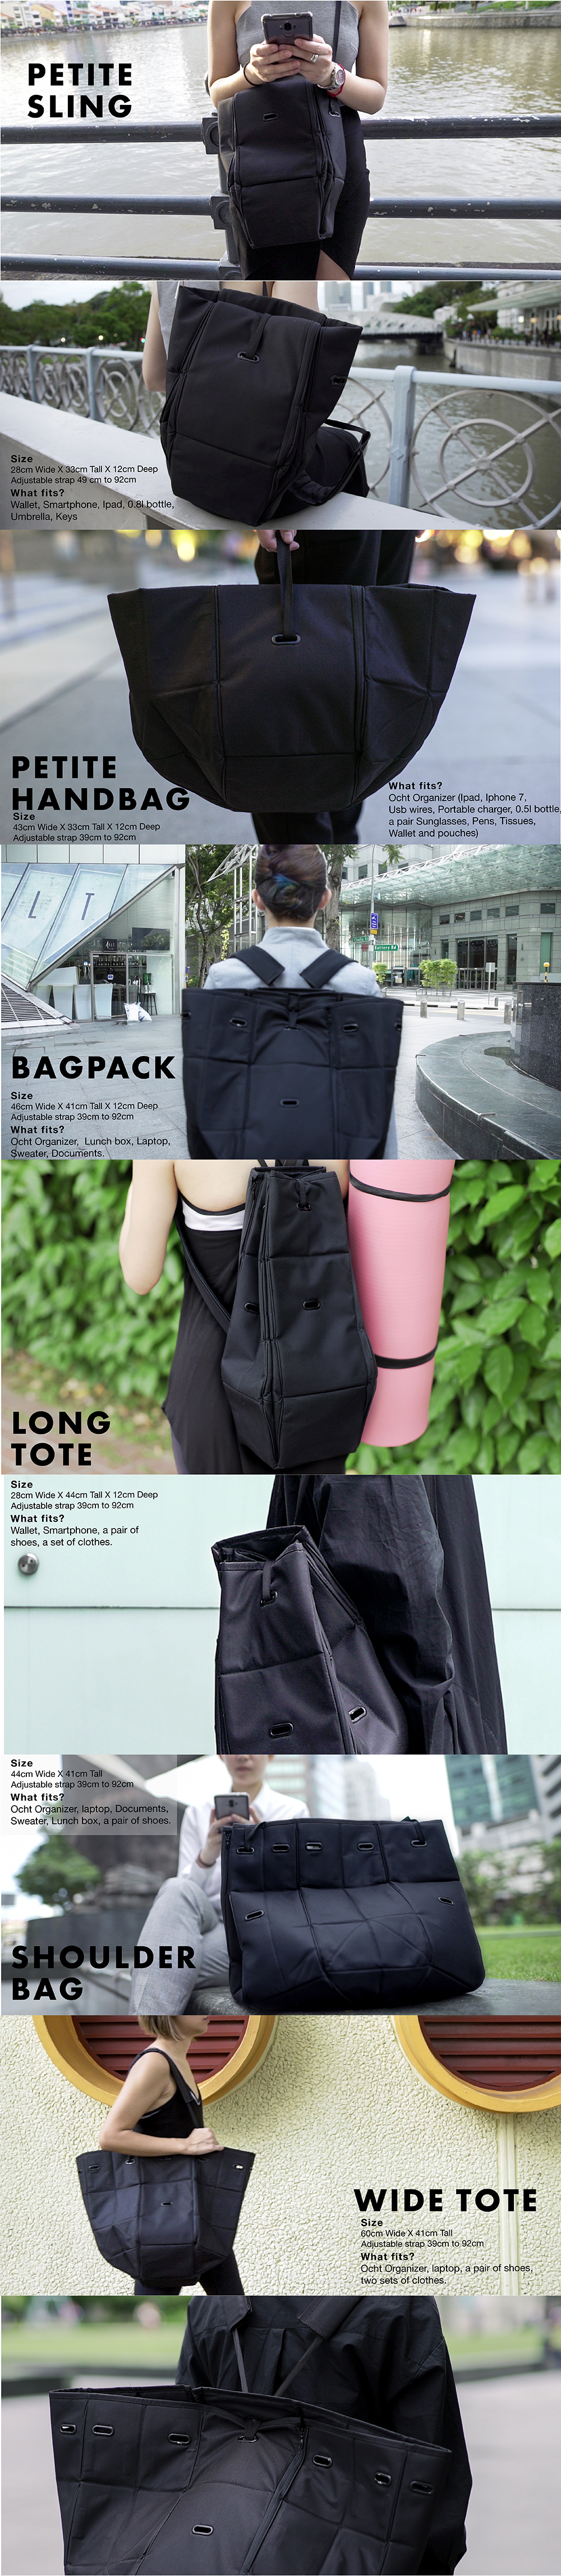 PETITE
SLING
Size
28cm Wide X 33cm Tall X 12cm Deep
Adjustable strap 49 cm to 92cm
What fits?
Wallet, Smartphone, Ipad, 0.8l bottle,
Umbrella, Keys
PETITE
HANDBAG
Size
43cm Wide X 33cm Tall X 12cm Deep
Adjustable strap 39cm to 92cm
What fits?
Ocht Organizer (Ipad, Iphone 7,
Usb wires, Portable charger, 0.5l bottle,
a pair Sunglasses, Pens, Tissues,
Wallet and pouches)
L T
BAGPACK
Size
46cm Wide X 41cm Tall X 12cm Deep
Adjustable strap 39cm to 92cm
What fits?
Ocht Organizer, Lunch box, Laptop,
Sweater, Documents.
LONG
TOTE
Size
28cm Wide X 44cm Tall X 12cm Deep
Adjustable strap 39cm to 92cm
What fits?
Wallet, Smartphone, a pair of
shoes, a set of clothes.
Size
44cm Wide X 41cm Tall
Adjustable strap 39cm to 92cm
What fits?
Ocht Organizer, laptop, Documents,
Sweater, Lunch box, a pair of shoes.
SHOULDER
BAG
WIDE TOTE
Size
60cm Wide X 41cm Tall
Adjustable strap 39cm to 92cm
What fits?
Ocht Organizer, laptop, a pair of shoes,
two sets of clothes.